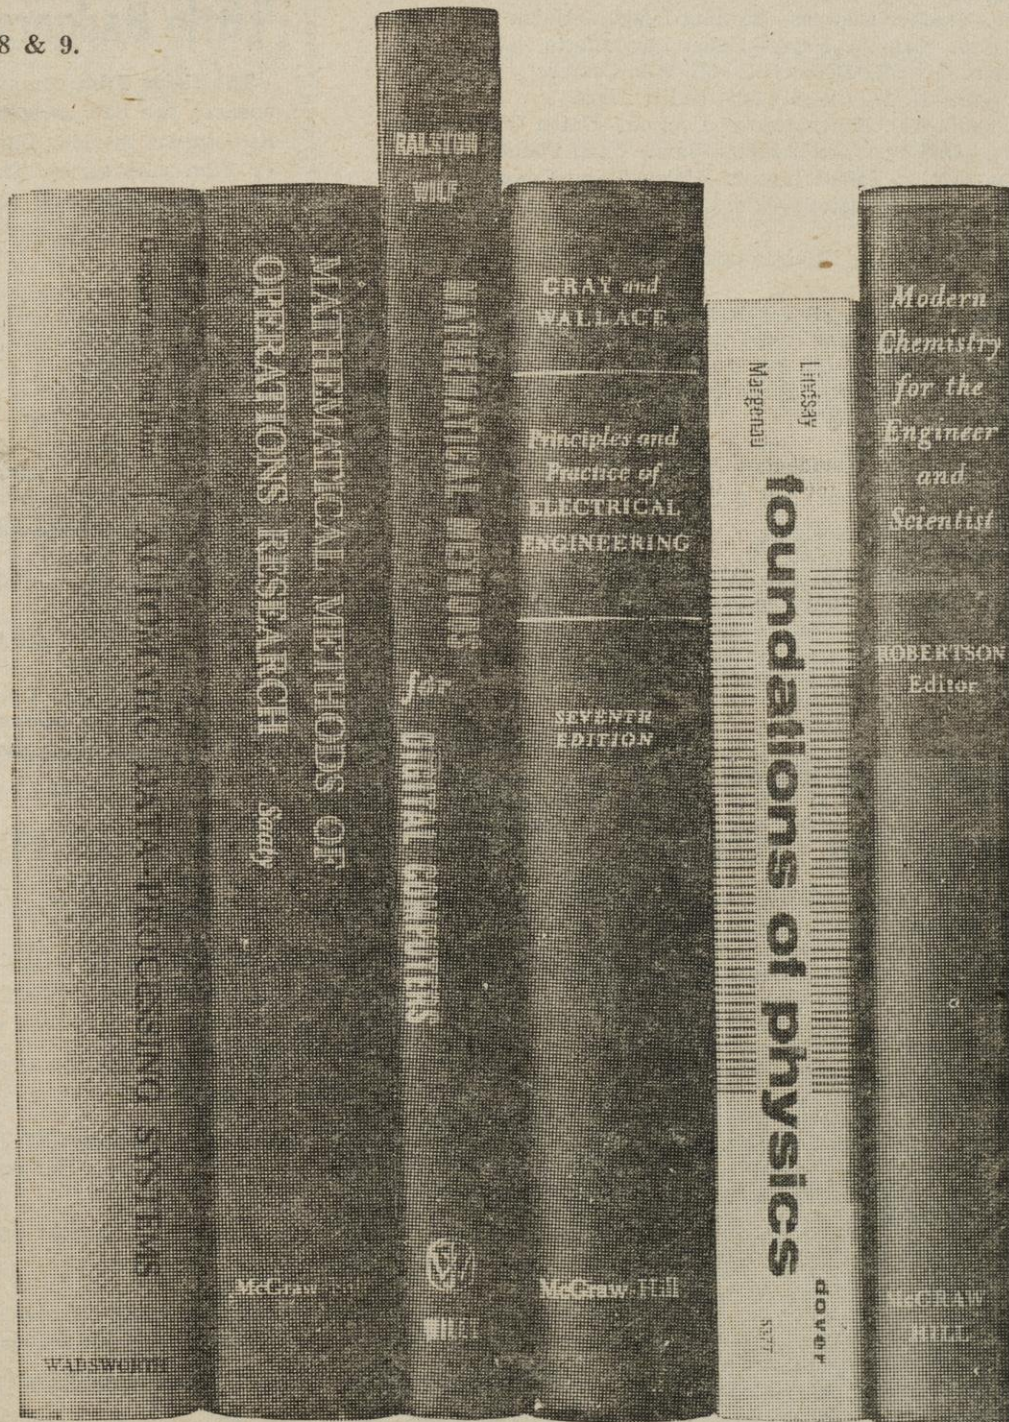 8 & 9.
AUTOMATIC DATA-PROCESSING SYSTEMS
WADSWORTH
MATHEMATICAL METHODS OF
OPERATIONS RESEARCH Saaty
McGraw-Hill
RALSTON
WILF
MATHEMATICAL METHODS
for
DIGITAL COMPUTERS
WILEY
GRAY and
WALLACE
Principles and
Practice of
ELECTRICAL
ENGINEERING
SEVENTH
EDITION
McGraw-Hill
Lindsay
Margenau
foundations of physics
dover
S377
Modern
Chemistry
for the
Engineer
and
Scientist
ROBERTSON
Editor
McGRAW
HILL